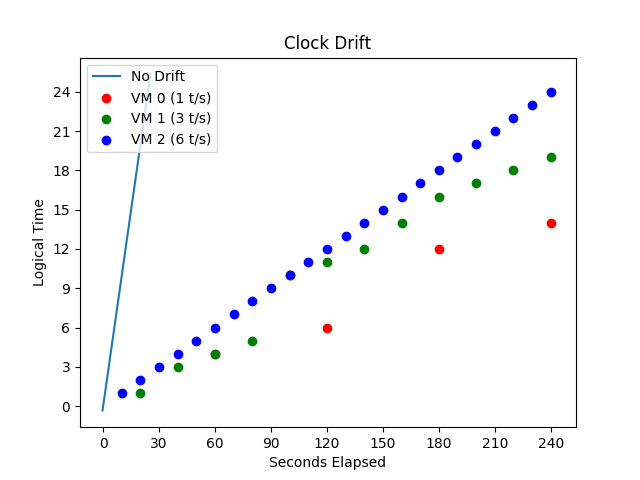 Clock Drift
No Drift
VM 0 (1 t/s)
VM 1 (3 t/s)
VM 2 (6 t/s)
Logical Time
24
21
18
15
12
9
6
3
0
0 30 60 90 120 150 180 210 240
Seconds Elapsed